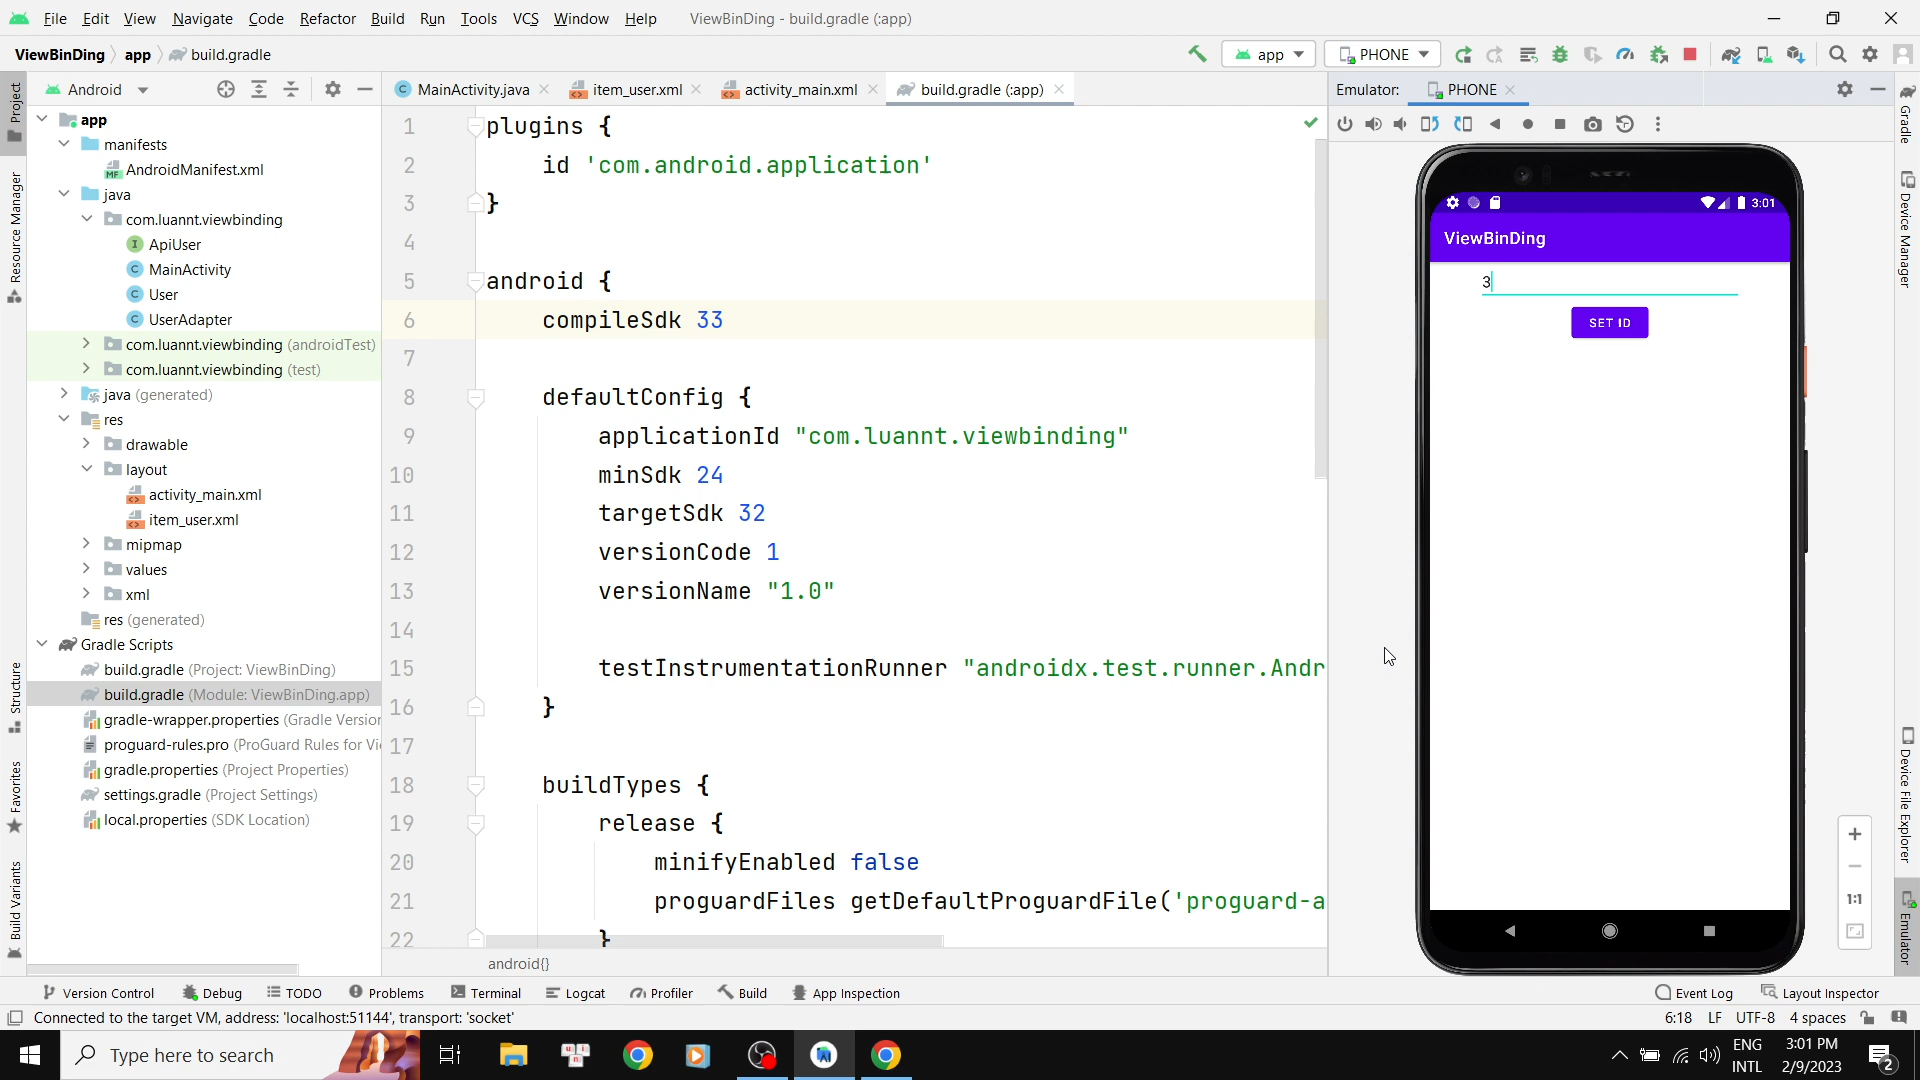 File Edit View Navigate Code Refactor Build Run Tools VCS Window Help ViewBinDing - build.gradle (:app)
ViewBinDing app build.gradle app PHONE
Android MainActivity.java item_user.xml activity_main.xml build.gradle (:app) Emulator: PHONE
app
manifests
AndroidManifest.xml
java
com.luannt.viewbinding
ApiUser
MainActivity
User
UserAdapter
com.luannt.viewbinding (androidTest)
com.luannt.viewbinding (test)
java (generated)
res
drawable
layout
activity_main.xml
item_user.xml
mipmap
values
xml
res (generated)
Gradle Scripts
build.gradle (Project: ViewBinDing)
build.gradle (Module: ViewBinDing.app)
gradle-wrapper.properties (Gradle Version
proguard-rules.pro (ProGuard Rules for Vi
gradle.properties (Project Properties)
settings.gradle (Project Settings)
local.properties (SDK Location)
Project
Resource Manager
Structure
Favorites
Build Variants
1 plugins {
2 id 'com.android.application'
3 }
4
5 android {
6 compileSdk 33
7
8 defaultConfig {
9 applicationId "com.luannt.viewbinding"
10 minSdk 24
11 targetSdk 32
12 versionCode 1
13 versionName "1.0"
14
15 testInstrumentationRunner "androidx.test.runner.Andr
16 }
17
18 buildTypes {
19 release {
20 minifyEnabled false
21 proguardFiles getDefaultProguardFile('proguard-a
22 }
android{}
3:01
ViewBinDing
3
SET ID
1:1
Gradle
Device Manager
Device File Explorer
Emulator
Version Control Debug TODO Problems Terminal Logcat Profiler Build App Inspection Event Log Layout Inspector
Connected to the target VM, address: 'localhost:51144', transport: 'socket' 6:18 LF UTF-8 4 spaces
Type here to search
ENG
INTL
3:01 PM
2/9/2023
2